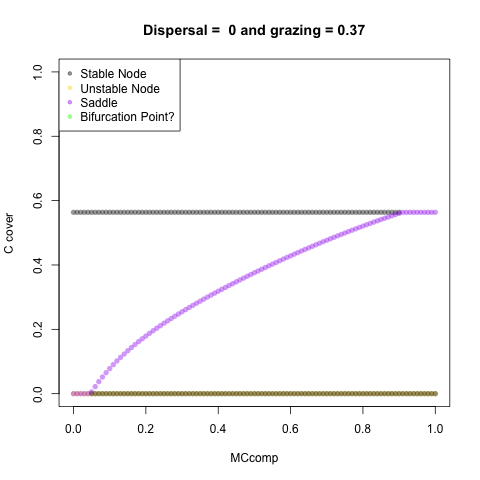 Dispersal =  0 and grazing = 0.37
Stable Node
Unstable Node
Saddle
Bifurcation Point?
1.0
0.8
0.6
0.4
0.2
0.0
C cover
0.0 0.2 0.4 0.6 0.8 1.0
MCcomp